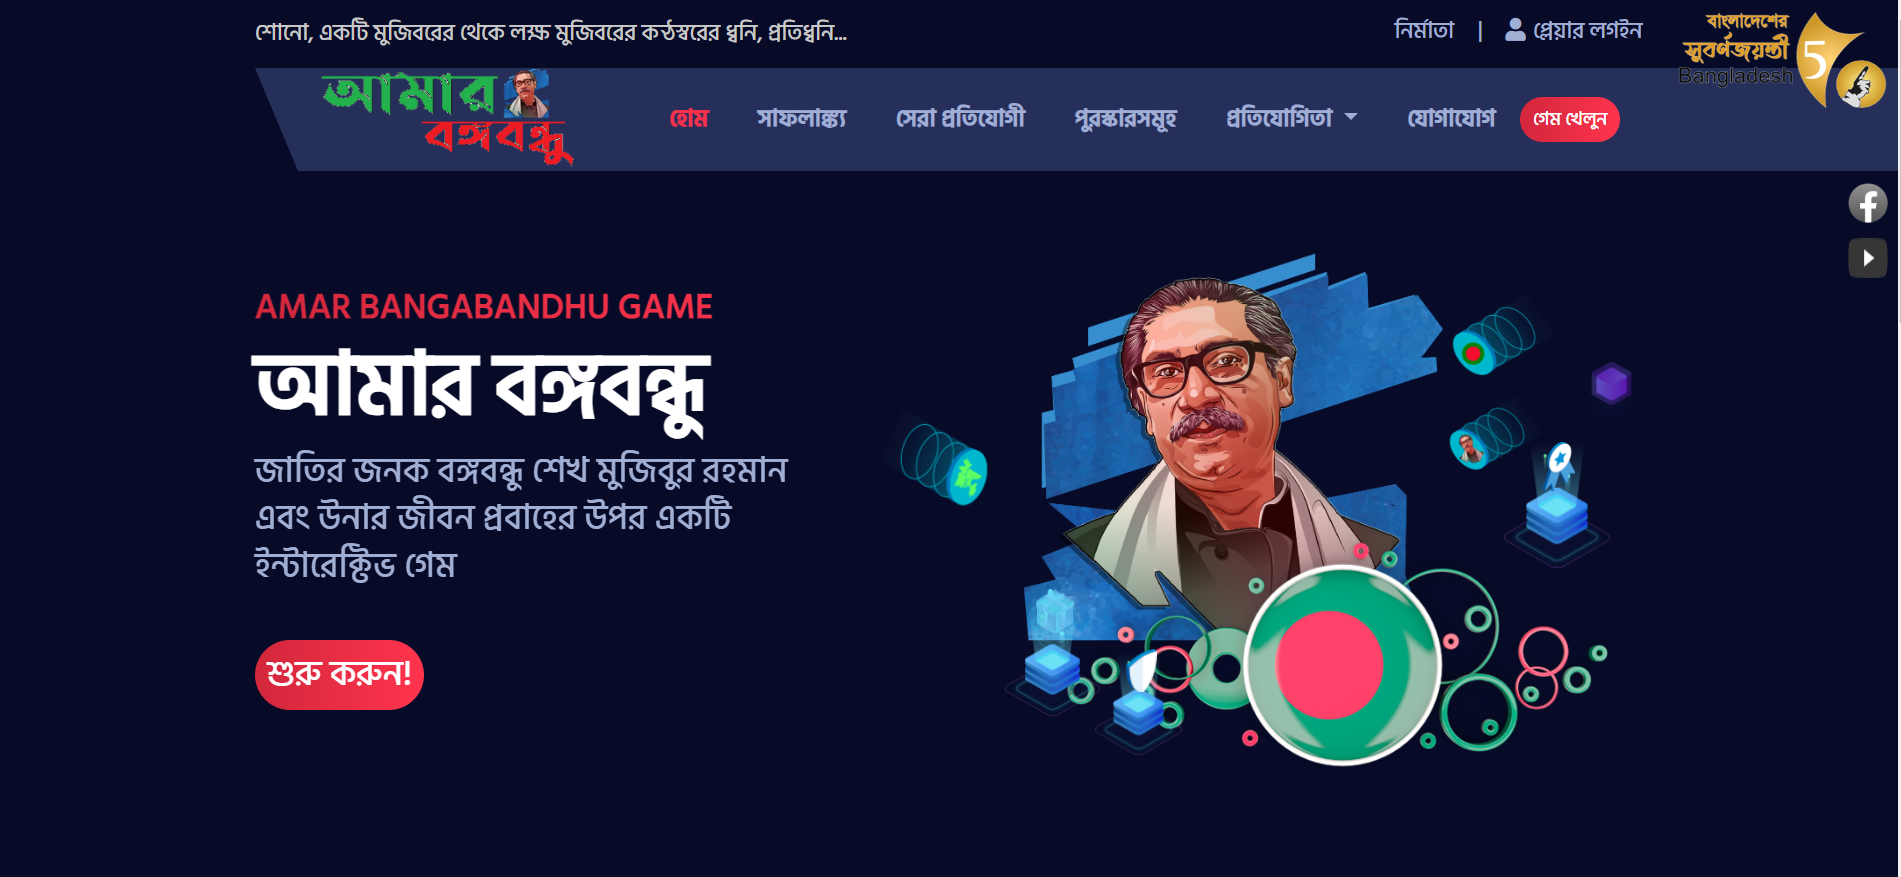 শোনো, একটি মুজিবরের থেকে লক্ষ মুজিবরের কণ্ঠস্বরের ধ্বনি, প্রতিধ্বনি...
নির্মাতা | প্লেয়ার লগইন
বাংলাদেশের
সুবর্ণজয়ন্তী
Bangladesh
5
আমার
বঙ্গবন্ধু
হোম সাফলাঙ্ক্য সেরা প্রতিযোগী পুরস্কারসমূহ প্রতিযোগিতা যোগাযোগ গেম খেলুন
AMAR BANGABANDHU GAME
আমার বঙ্গবন্ধু
জাতির জনক বঙ্গবন্ধু শেখ মুজিবুর রহমান
এবং উনার জীবন প্রবাহের উপর একটি
ইন্টারেক্টিভ গেম
শুরু করুন!